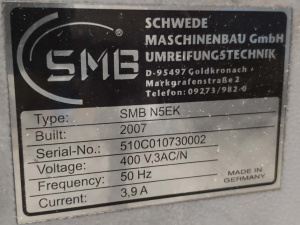 SMB
SCHWEDE
MASCHINENBAU GmbH
UMREIFUNGSTECHNIK
D-95497 Goldkronach
Markgrafenstraße 2
Telefon: 09273/982-0
Type: SMB N5EK
Built: 2007
Serial-No.: 510C010730002
Voltage: 400 V,3AC/N
Frequency: 50 Hz
Current: 3,9 A
MADE IN
GERMANY